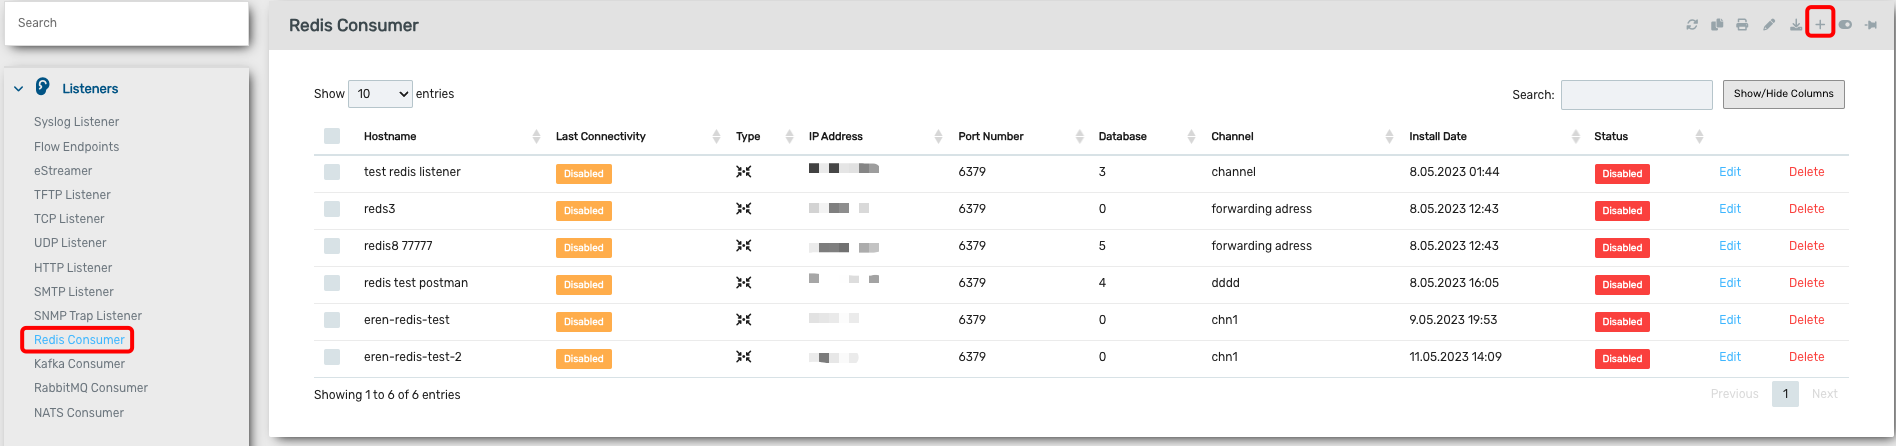 Search
Listeners
Syslog Listener
Flow Endpoints
eStreamer
TFTP Listener
TCP Listener
UDP Listener
HTTP Listener
SMTP Listener
SNMP Trap Listener
Redis Consumer
Kafka Consumer
RabbitMQ Consumer
NATS Consumer
Redis Consumer
Show 10 entries Search: Show/Hide Columns
Hostname Last Connectivity Type IP Address Port Number Database Channel Install Date Status
test redis listener Disabled 6379 3 channel 8.05.2023 01:44 Disabled Edit Delete
reds3 Disabled 6379 0 forwarding adress 8.05.2023 12:43 Disabled Edit Delete
redis8 77777 Disabled 6379 5 forwarding adress 8.05.2023 12:43 Disabled Edit Delete
redis test postman Disabled 6379 4 dddd 8.05.2023 16:05 Disabled Edit Delete
eren-redis-test Disabled 6379 0 chn1 9.05.2023 19:53 Disabled Edit Delete
eren-redis-test-2 Disabled 6379 0 chn1 11.05.2023 14:09 Disabled Edit Delete
Showing 1 to 6 of 6 entries Previous 1 Next